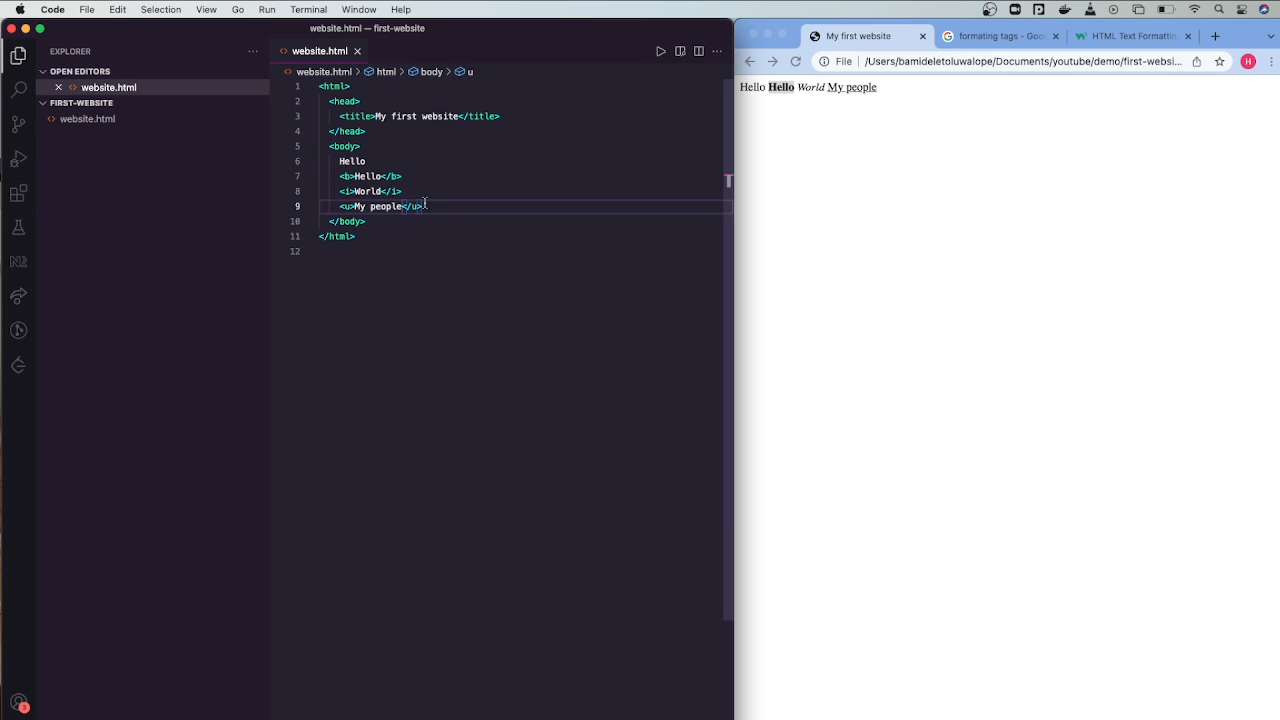 Code File Edit Selection View Go Run Terminal Window Help
website.html — first-website
EXPLORER
OPEN EDITORS
website.html
FIRST-WEBSITE
website.html
3
website.html
website.html > html > body > u
1 <html>
2 <head>
3 <title>My first website</title>
4 </head>
5 <body>
6 Hello
7 <b>Hello</b>
8 <i>World</i>
9 <u>My people</u>
10 </body>
11 </html>
12
My first website
formating tags - Goo
HTML Text Formattin
File /Users/bamideletoluwalope/Documents/youtube/demo/first-websi...
H
Hello Hello World My people